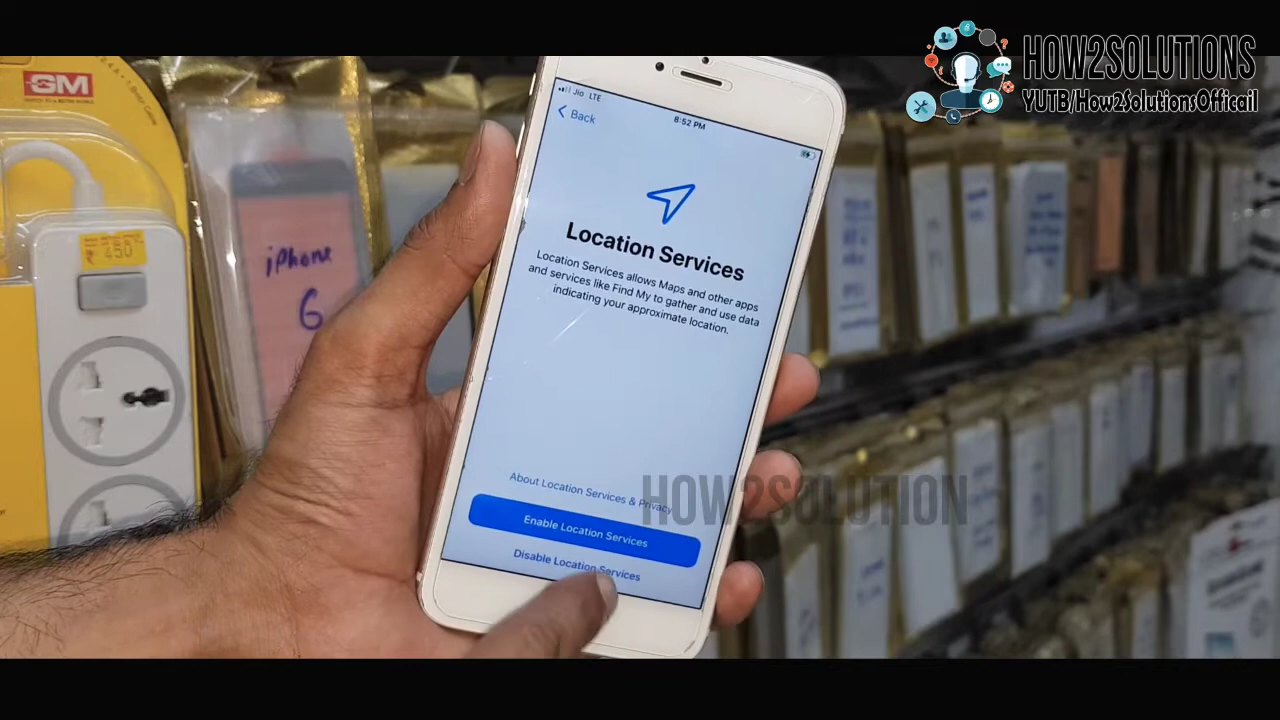 HOW2SOLUTIONS
YUTB/How2SolutionsOfficail
GM
450
iPhone
6
Jio LTE
8:52 PM
Back
Location Services
Location Services allows Maps and other apps
and services like Find My to gather and use data
indicating your approximate location.
About Location Services & Privacy
Enable Location Services
Disable Location Services
HOW2SOLUTION